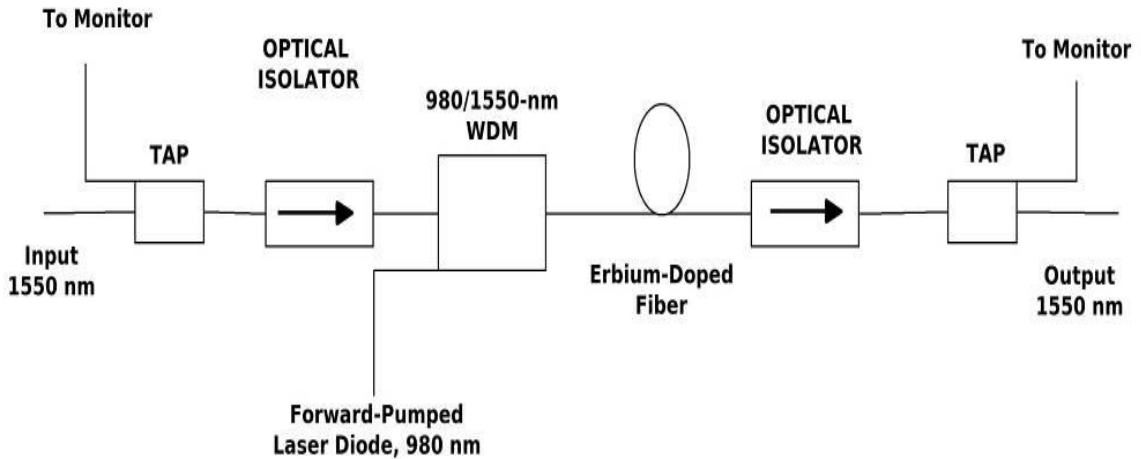 To Monitor
OPTICAL
ISOLATOR
980/1550-nm
WDM
To Monitor
OPTICAL
ISOLATOR
TAP
TAP
Input
1550 nm
Erbium-Doped
Fiber
Output
1550 nm
Forward-Pumped
Laser Diode, 980 nm